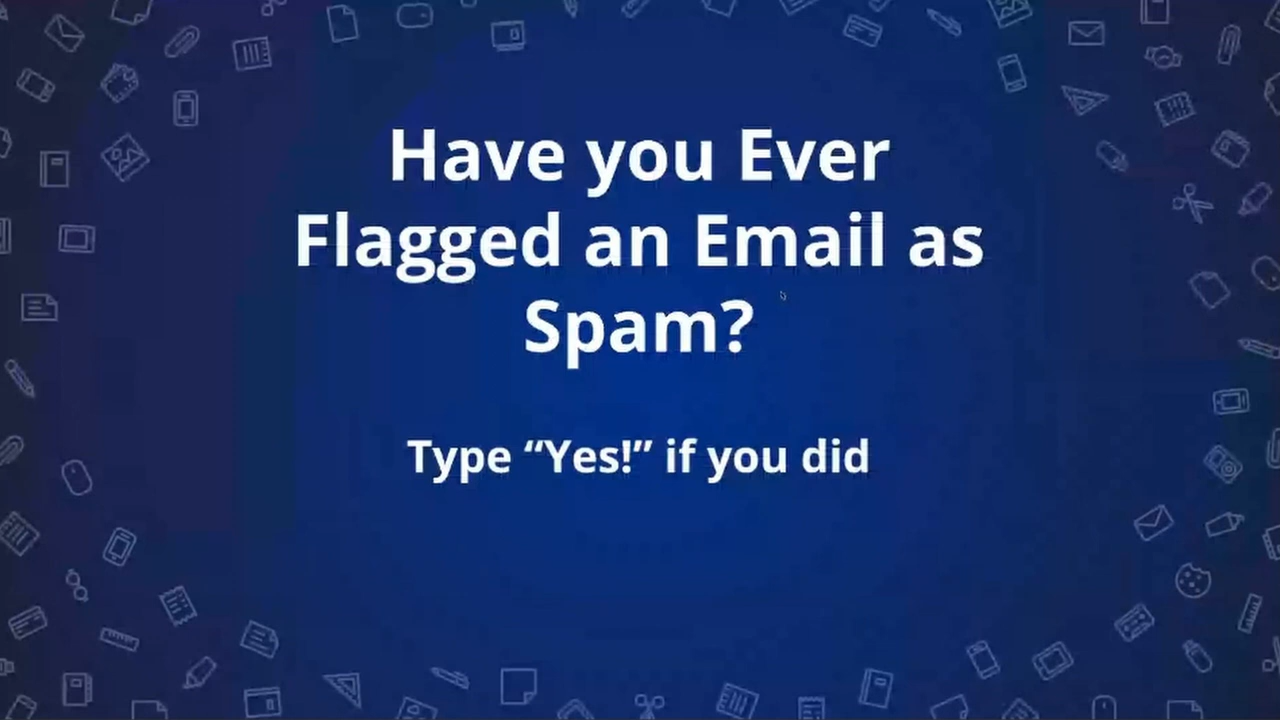 Have you Ever
Flagged an Email as
Spam?
Type “Yes!” if you did